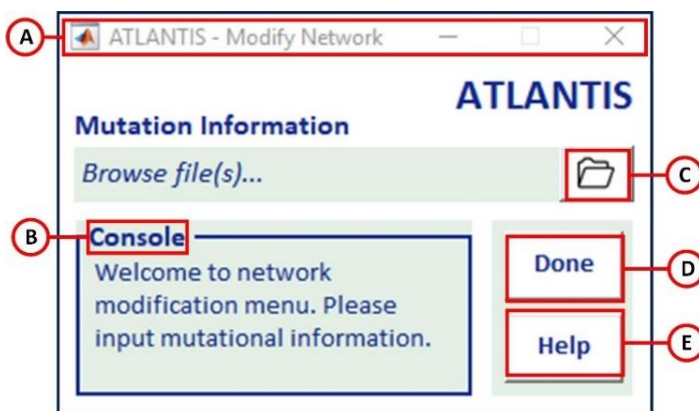 A
ATLANTIS - Modify Network
ATLANTIS
Mutation Information
Browse file(s)...
C
B
Console
Welcome to network
modification menu. Please
input mutational information.
Done
D
Help
E